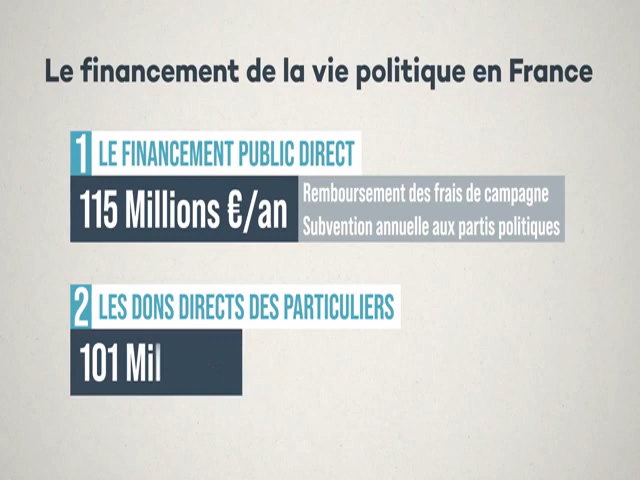 Le financement de la vie politique en France
1 LE FINANCEMENT PUBLIC DIRECT
115 Millions €/an
Remboursement des frais de campagne
Subvention annuelle aux partis politiques
2 LES DONS DIRECTS DES PARTICULIERS
101 Mil